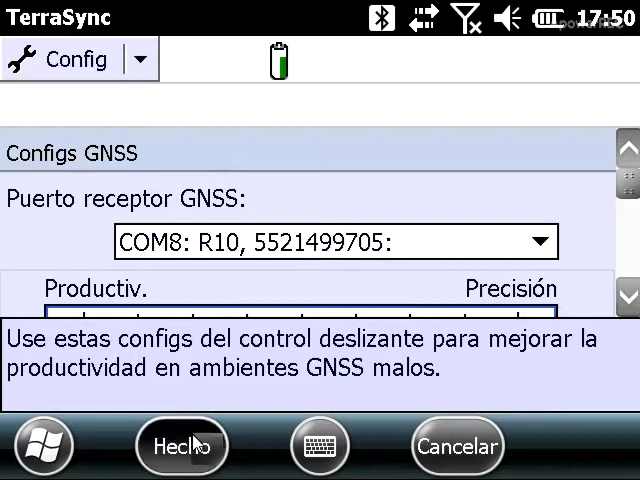 TerraSync
17:50
Config
Configs GNSS
Puerto receptor GNSS:
COM8: R10, 5521499705:
Productiv.
Precisión
Use estas configs del control deslizante para mejorar la
productividad en ambientes GNSS malos.
Hecho
Cancelar